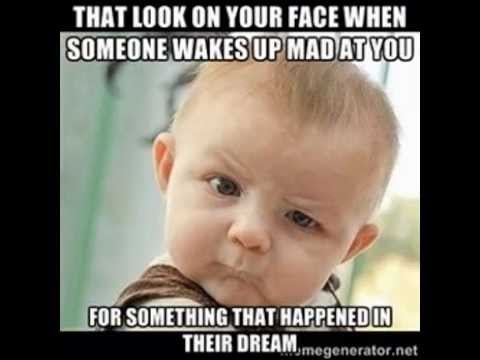 THAT LOOK ON YOUR FACE WHEN
SOMEONE WAKES UP MAD AT YOU
FOR SOMETHING THAT HAPPENED IN
THEIR DREAM
megenerator.net